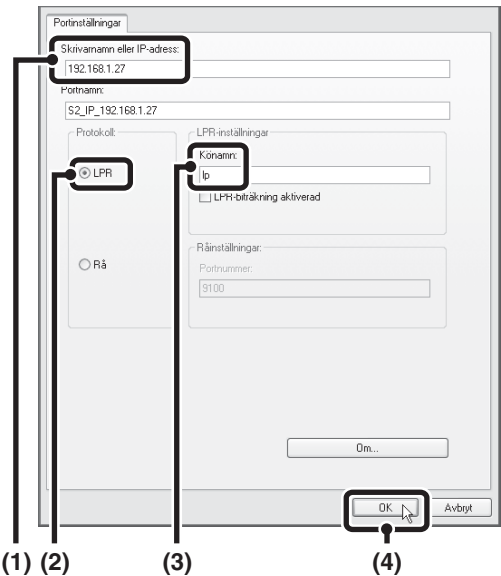 Portinställningar
Skrivarnamn eller IP-adress:
192.168.1.27
Portnamn:
S2_IP_192.168.1.27
Protokoll:
LPR
Rå
LPR-inställningar
Könamn:
lp
LPR-biträkning aktiverad
Råinställningar:
Portnummer:
9100
Om...
OK
Avbryt
(1) (2) (3) (4)